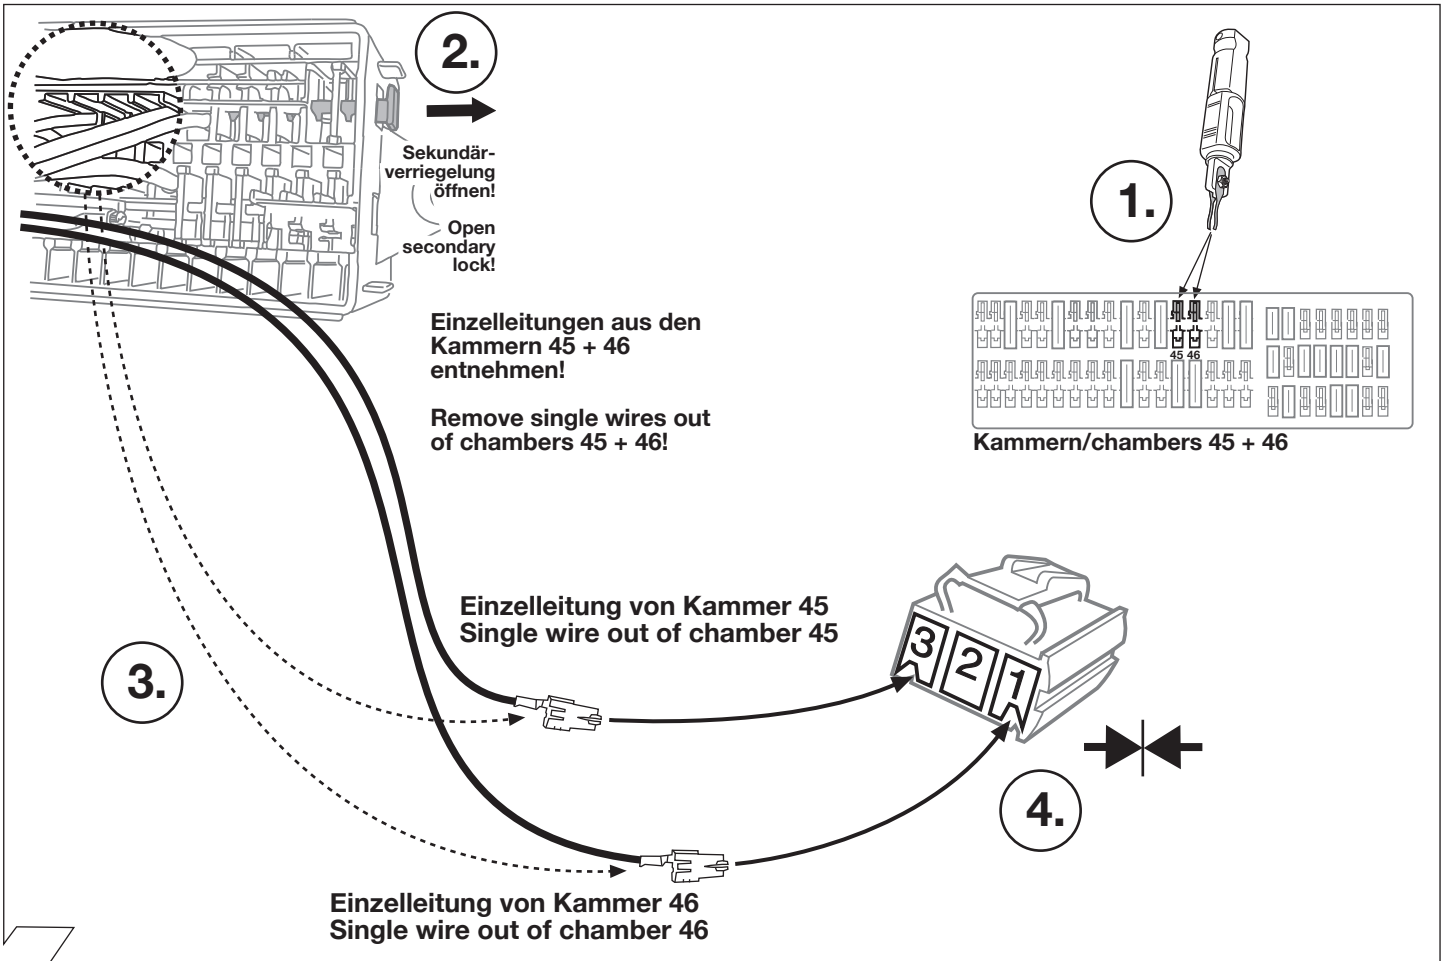 2.
Sekundär-
verriegelung
öffnen!
Open
secondary
lock!
1.
45 46
Kammern/chambers 45 + 46
Einzelleitungen aus den
Kammern 45 + 46
entnehmen!
Remove single wires out
of chambers 45 + 46!
Einzelleitung von Kammer 45
Single wire out of chamber 45
3 2 1
3.
4.
Einzelleitung von Kammer 46
Single wire out of chamber 46